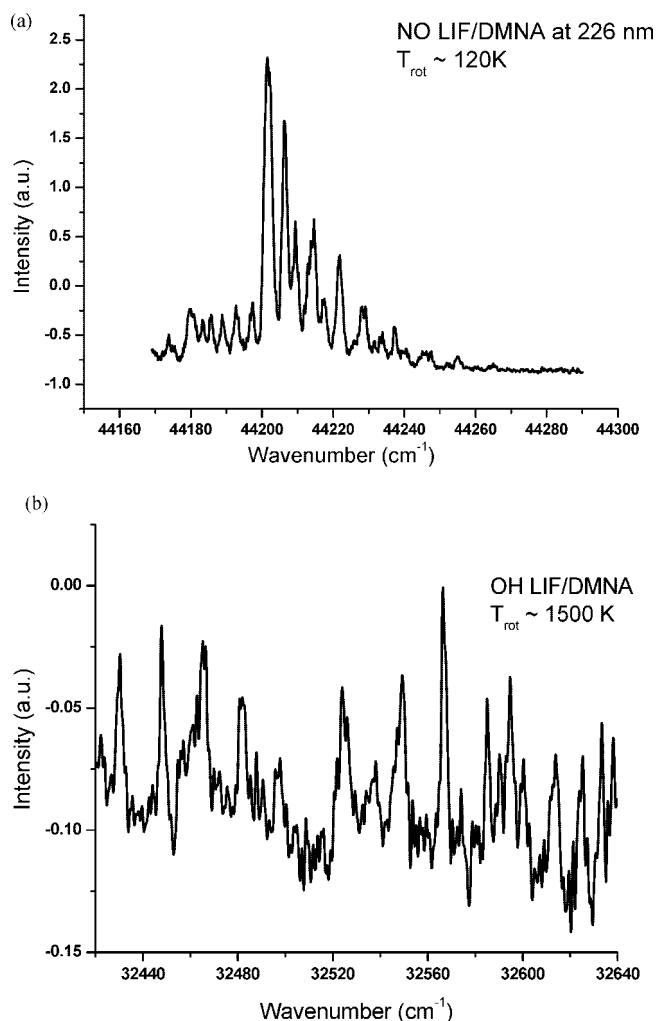 (a)
NO LIF/DMNA at 226 nm
T_rot ~ 120K
2.5
2.0
1.5
1.0
0.5
0.0
-0.5
-1.0
Intensity (a.u.)
44160 44180 44200 44220 44240 44260 44280 44300
Wavenumber (cm⁻¹)
(b)
OH LIF/DMNA
T_rot ~ 1500 K
0.00
-0.05
-0.10
-0.15
Intensity (a.u.)
32440 32480 32520 32560 32600 32640
Wavenumber (cm⁻¹)